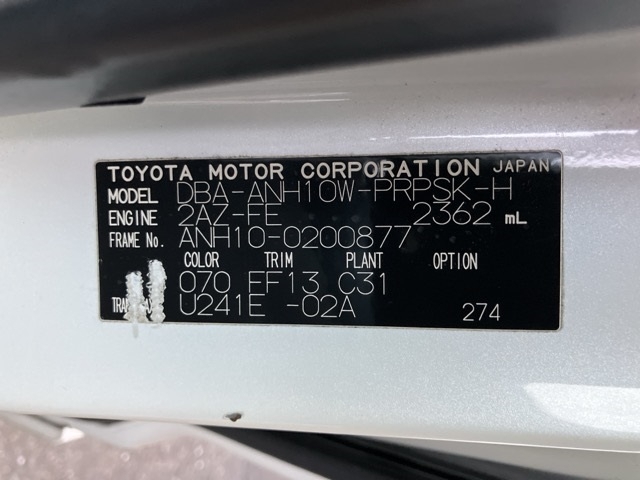 TOYOTA MOTOR CORPORATION JAPAN
MODEL DBA-ANH10W-PRPSK-H
ENGINE 2AZ-FE 2362 mL
FRAME No. ANH10-0200877
COLOR TRIM PLANT OPTION
070 FF13 C31
U241E -02A 274